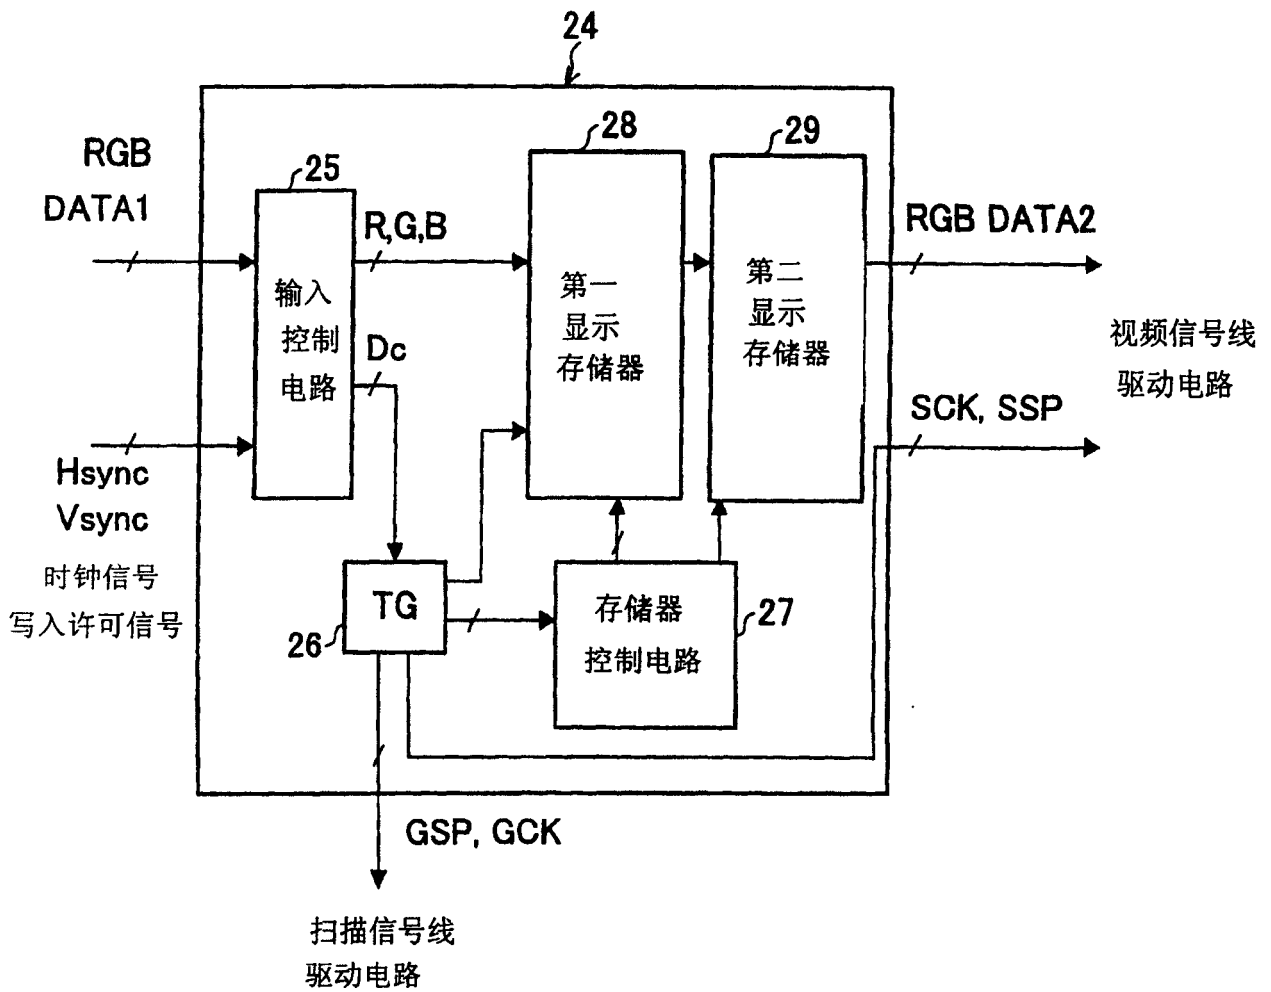 24
RGB
DATA1
25
28
29
R,G,B
RGB DATA2
输入
控制
电路
第一
显示
存储器
第二
显示
存储器
Dc
视频信号线
驱动电路
SCK, SSP
Hsync
Vsync
时钟信号
写入许可信号
TG
26
存储器
控制电路
27
GSP, GCK
扫描信号线
驱动电路